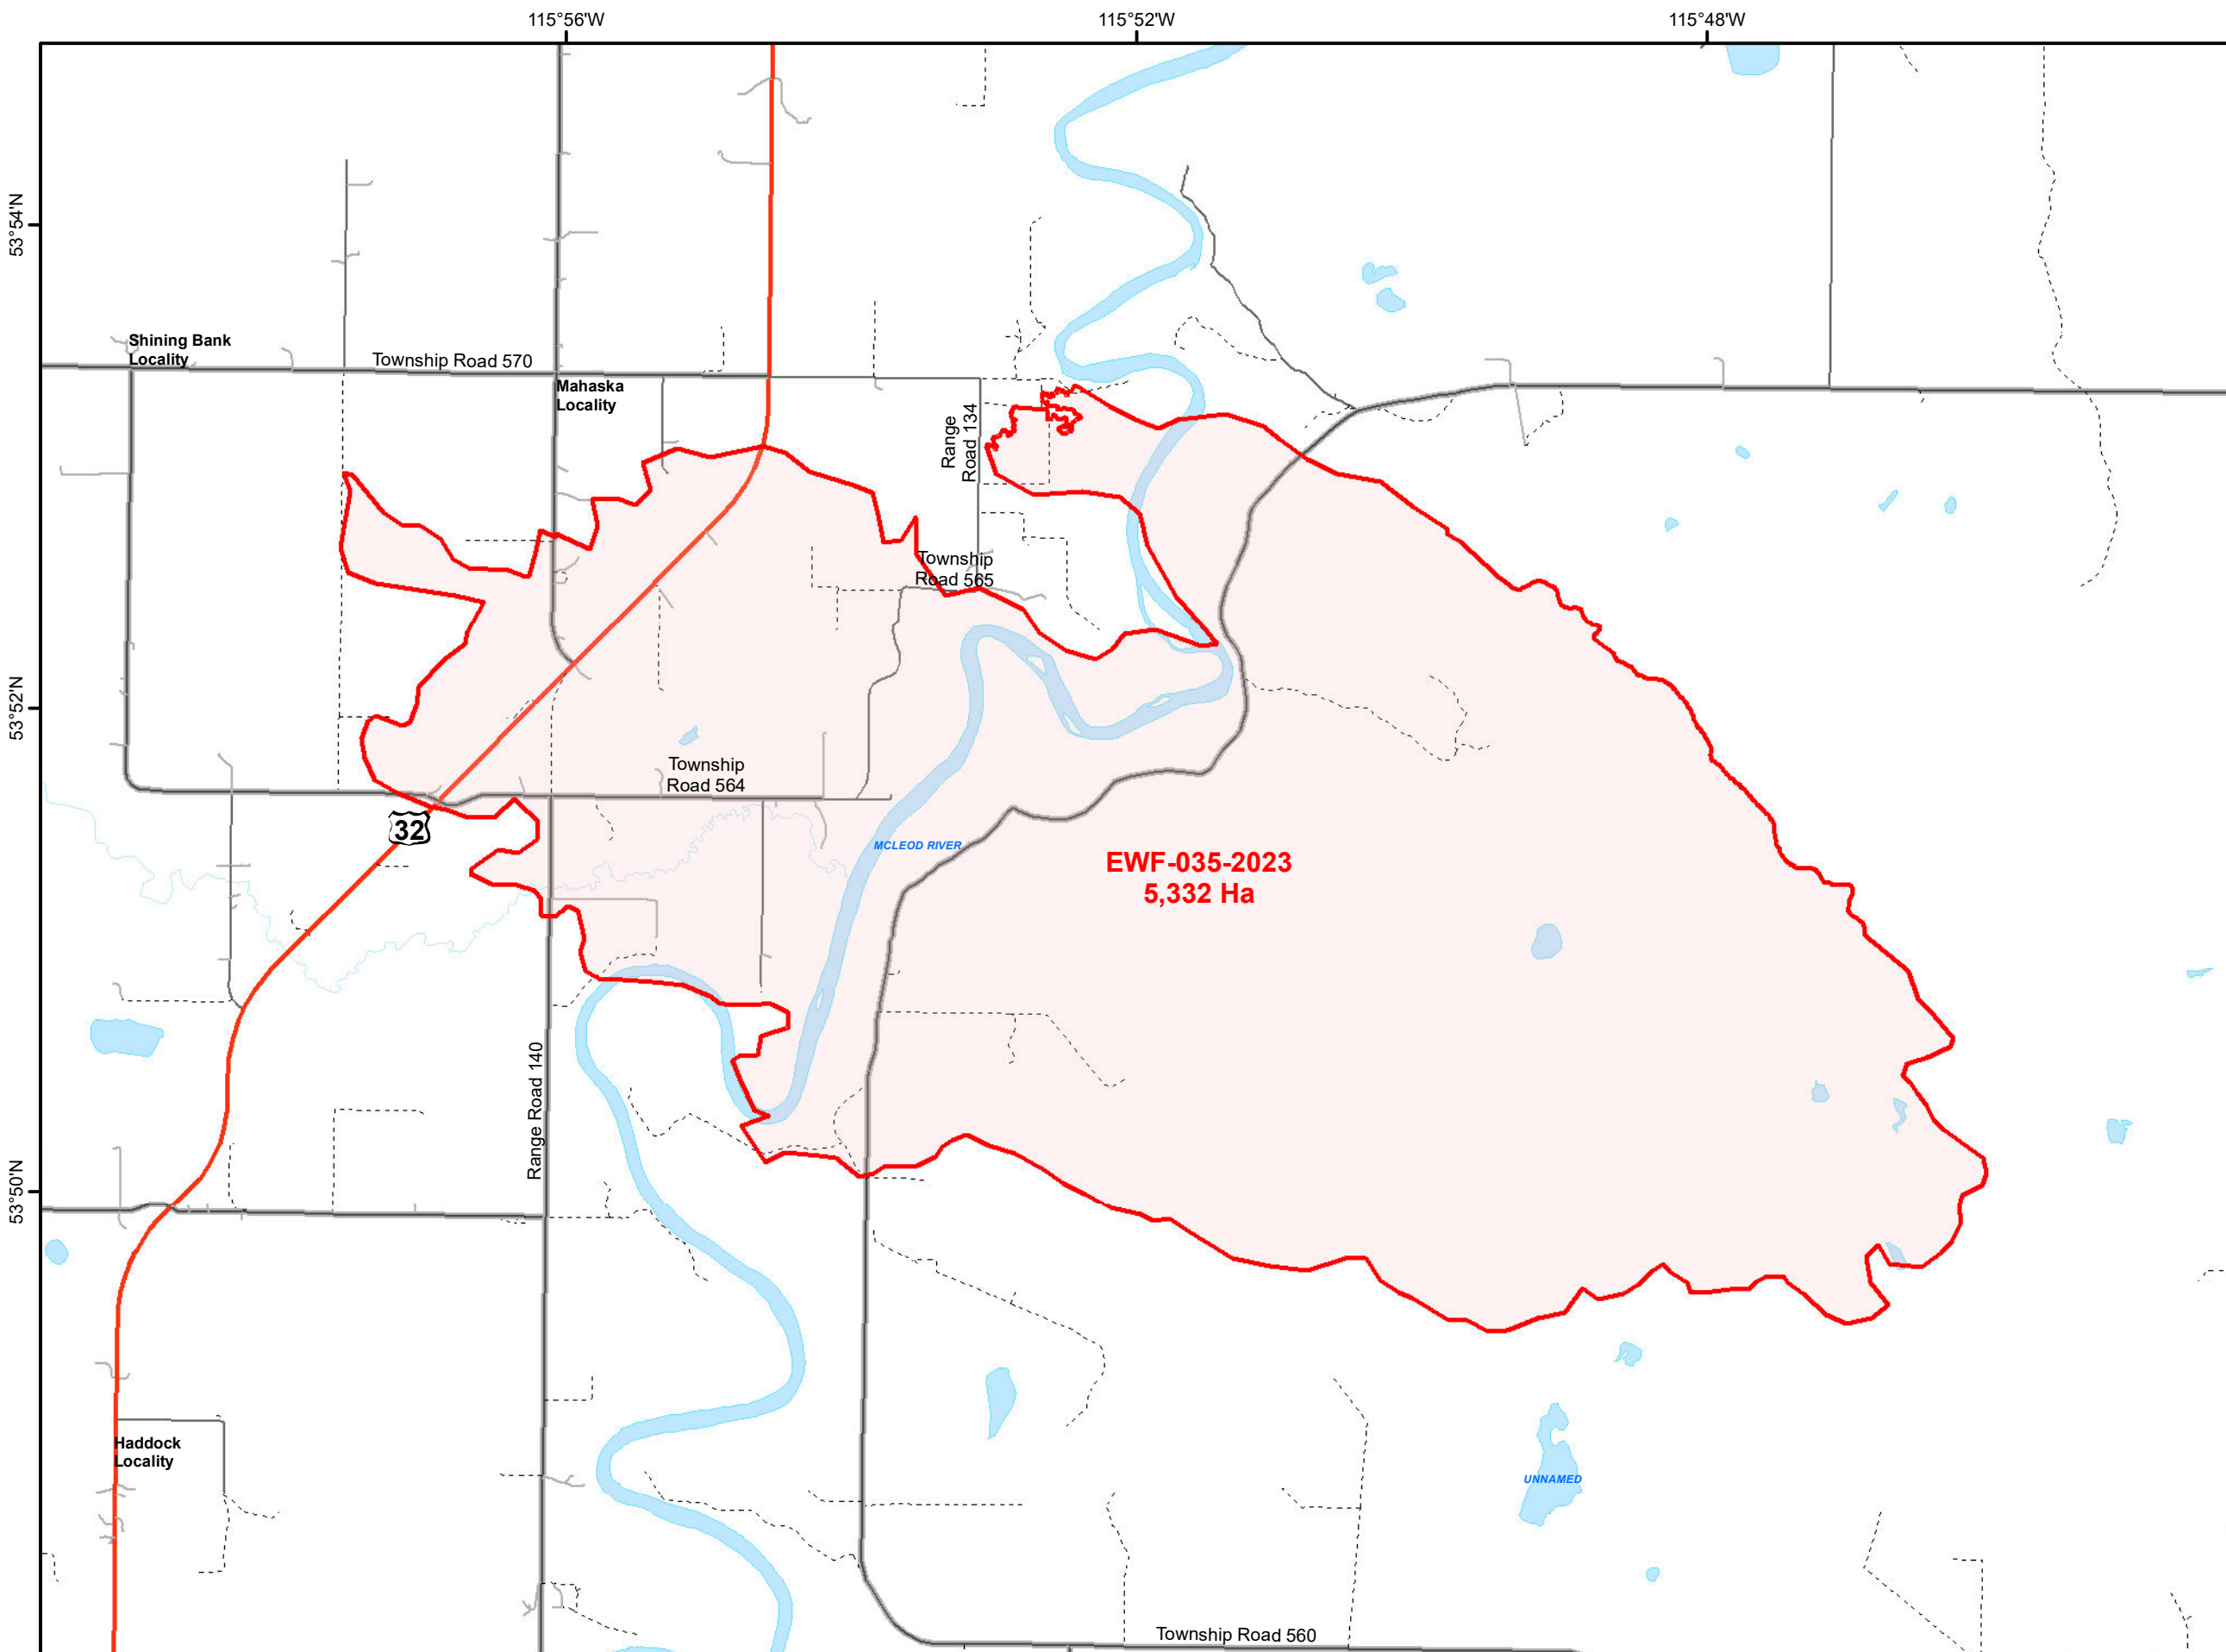 115°56'W
115°52'W
115°48'W
53°54'N
Shining Bank
Locality
Township Road 570
Mahaska
Locality
Range
Road 134
Township
Road 565
53°52'N
Township
Road 564
32
MCLEOD RIVER
EWF-035-2023
5,332 Ha
Range Road 140
53°50'N
Haddock
Locality
UNNAMED
Township Road 560